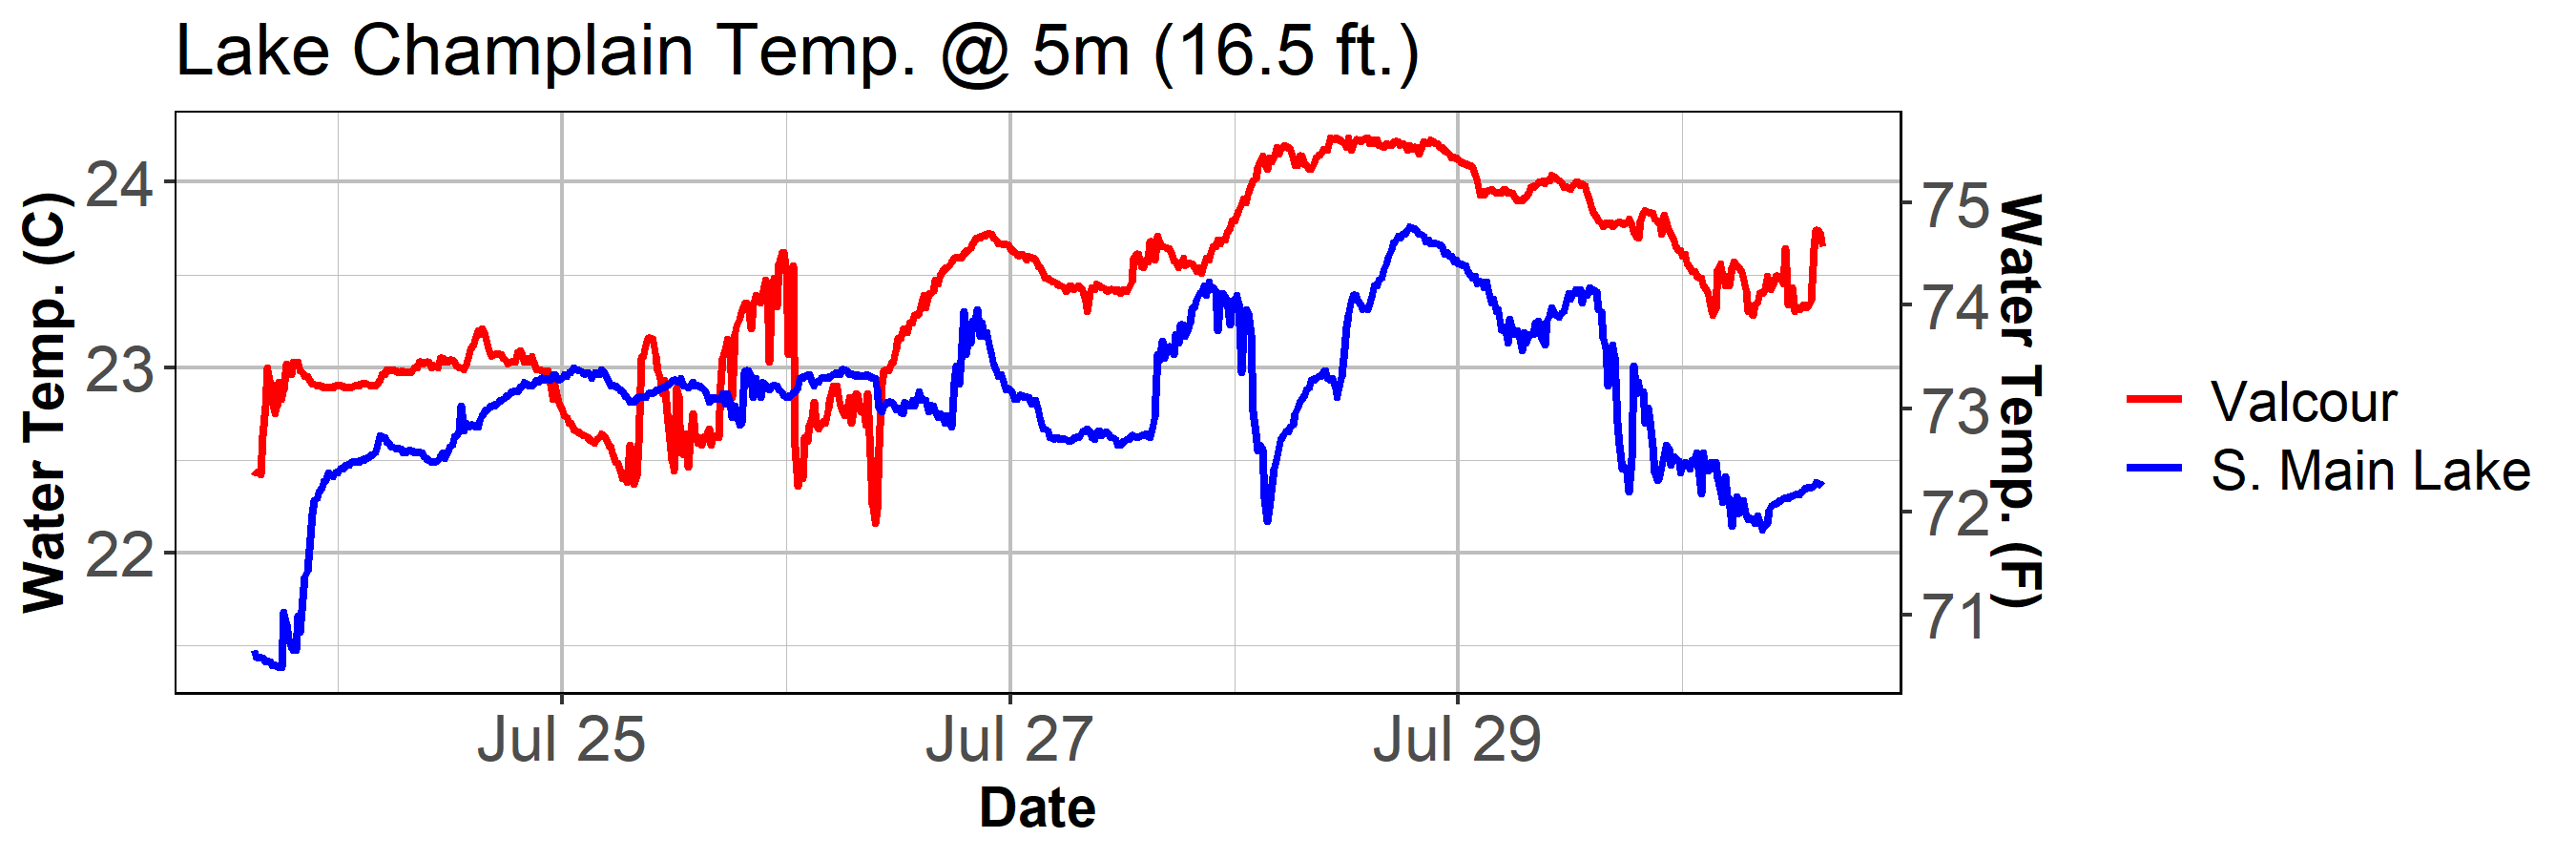 Lake Champlain Temp. @ 5m (16.5 ft.)
Water Temp. (C)
24
23
22
75
74
73
72
71
Water Temp. (F)
Jul 25
Jul 27
Jul 29
Date
Valcour
S. Main Lake